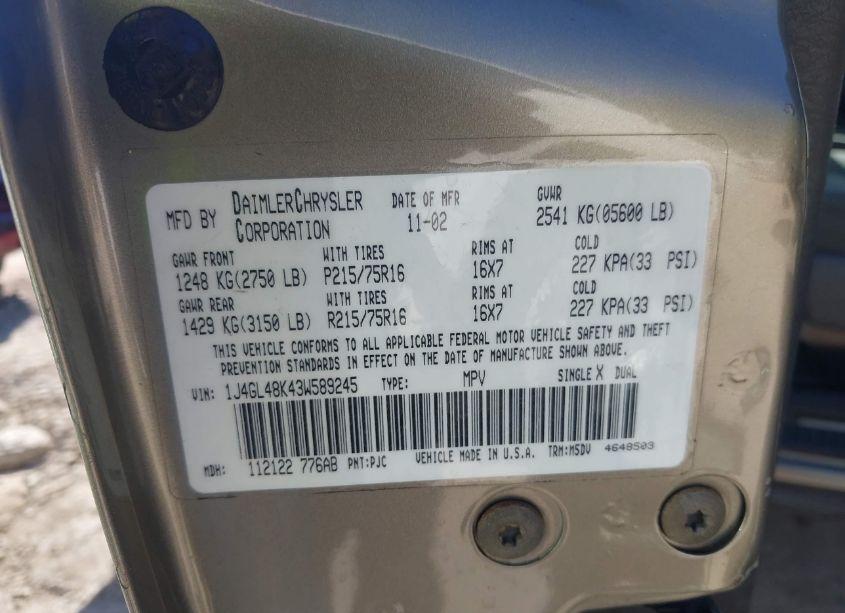 MFD BY DAIMLERCHRYSLER CORPORATION DATE OF MFR 11-02 GVWR 2541 KG(05600 LB)
GAWR FRONT WITH TIRES RIMS AT COLD
1248 KG(2750 LB) P215/75R16 16X7 227 KPA(33 PSI)
GAWR REAR WITH TIRES RIMS AT COLD
1429 KG(3150 LB) R215/75R16 16X7 227 KPA(33 PSI)
THIS VEHICLE CONFORMS TO ALL APPLICABLE FEDERAL MOTOR VEHICLE SAFETY AND THEFT
PREVENTION STANDARDS IN EFFECT ON THE DATE OF MANUFACTURE SHOWN ABOVE.
VIN: 1J4GL48K43W589245 TYPE: MPV SINGLE X DUAL
MDH: 112122 776AB PNT:PJC VEHICLE MADE IN U.S.A. TRM:M5DV 4648503